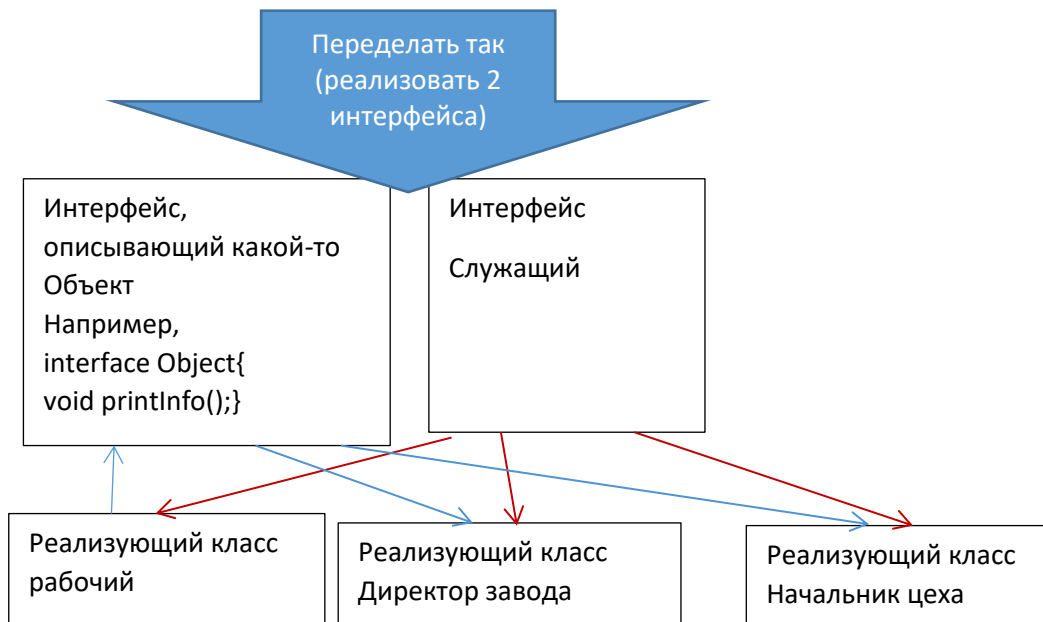 Переделать так
(реализовать 2
интерфейса)
Интерфейс,
описывающий какой-то
Объект
Например,
interface Object{
void printInfo();}
Интерфейс
Служащий
Реализующий класс
рабочий
Реализующий класс
Директор завода
Реализующий класс
Начальник цеха